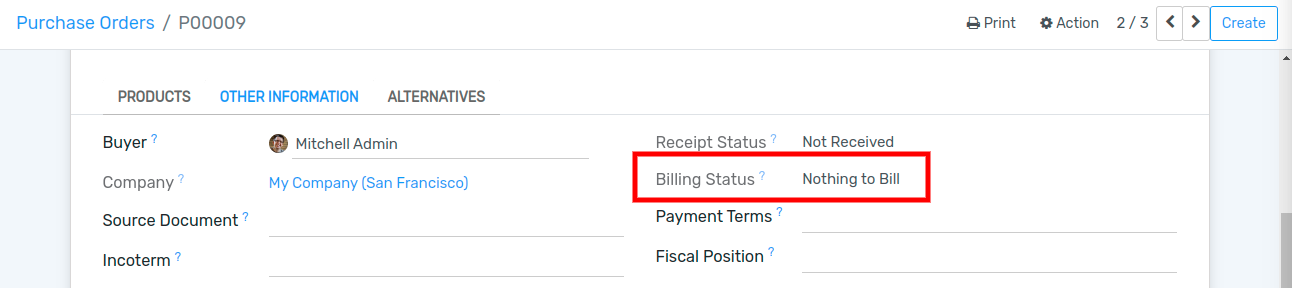 Purchase Orders / P00009
Print Action 2 / 3 Create
PRODUCTS OTHER INFORMATION ALTERNATIVES
Buyer ? Mitchell Admin
Receipt Status ? Not Received
Company ? My Company (San Francisco)
Billing Status ? Nothing to Bill
Source Document ?
Payment Terms ?
Incoterm ?
Fiscal Position ?